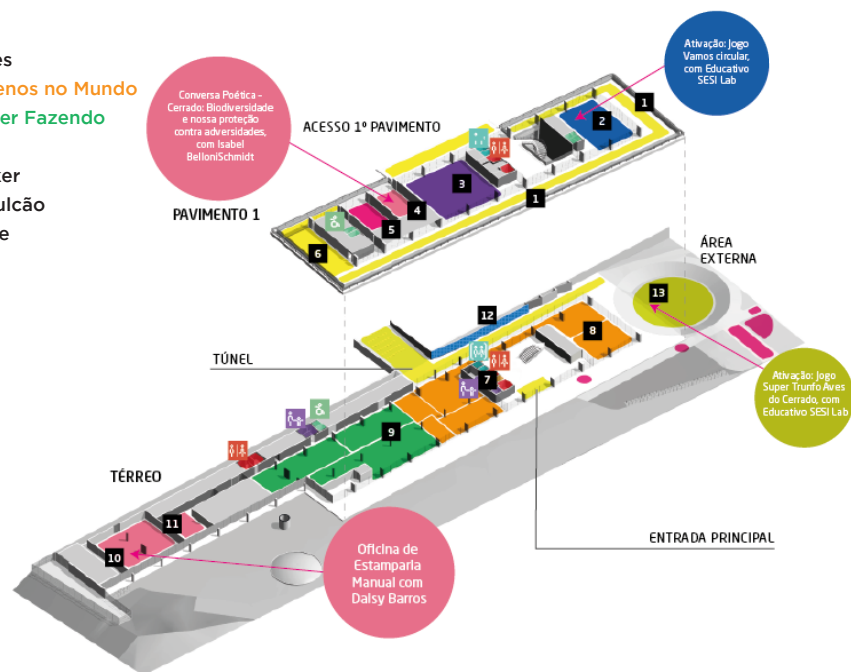 es
enos no Mundo
er Fazendo
ker
ulcão
e
Conversa Poética –
Cerrado: Biodiversidade
e nossa proteção
contra adversidades,
com Isabel
BelloniSchmidt
ACESSO 1º PAVIMENTO
PAVIMENTO 1
Ativação: Jogo
Vamos circular,
com Educativo
SESI Lab
1
2
3
1
4
5
6
ÁREA
EXTERNA
13
12
8
TÚNEL
7
9
Ativação: Jogo
Super Trunfo Aves
do Cerrado, com
Educativo SESI Lab
TÉRREO
11
10
ENTRADA PRINCIPAL
Oficina de
Estamparia
Manual com
Daisy Barros